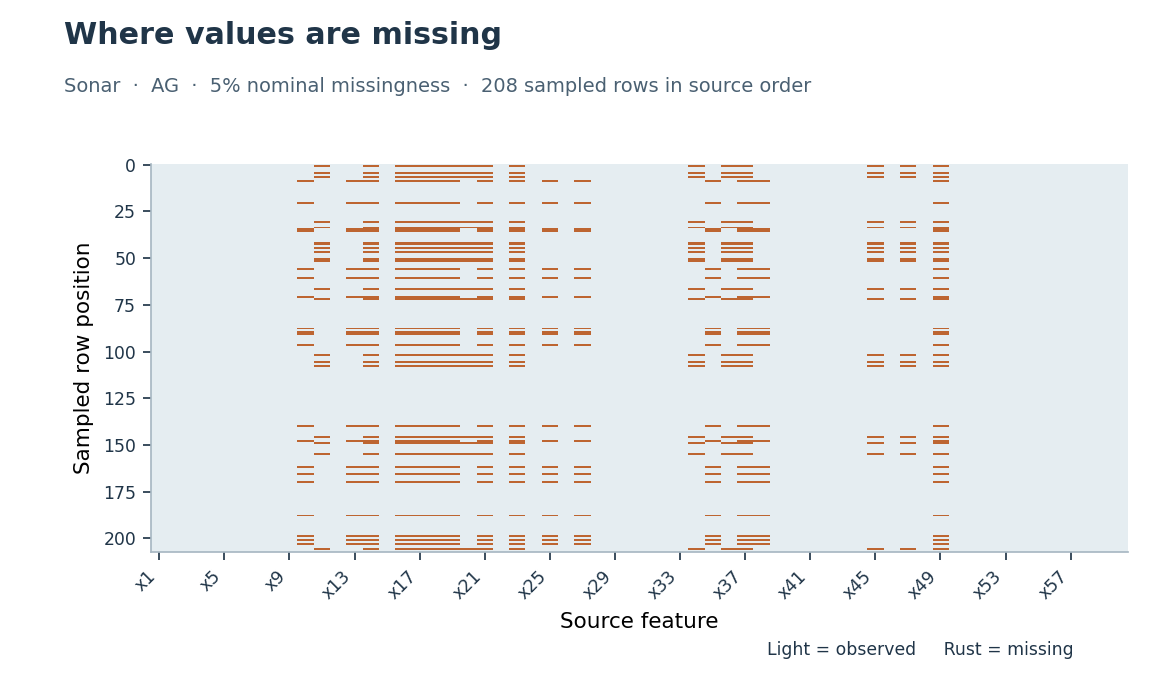 Where values are missing
Sonar · AG · 5% nominal missingness · 208 sampled rows in source order
Sampled row position
0
25
50
75
100
125
150
175
200
x1 x5 x9 x13 x17 x21 x25 x29 x33 x37 x41 x45 x49 x53 x57
Source feature
Light = observed Rust = missing